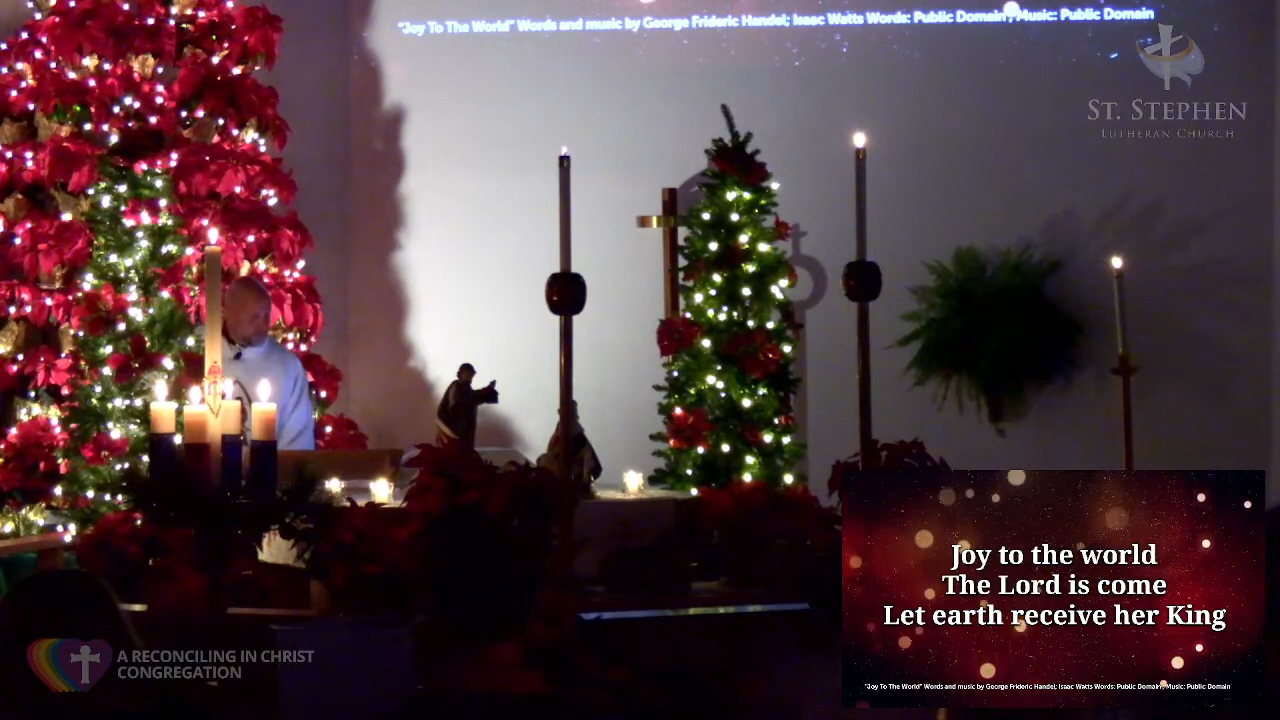 "Joy To The World" Words and music by George Frideric Handel; Isaac Watts Words: Public Domain; Music: Public Domain
ST. STEPHEN
LUTHERAN CHURCH
Joy to the world
The Lord is come
Let earth receive her King
"Joy To The World" Words and music by George Frideric Handel; Isaac Watts Words: Public Domain; Music: Public Domain
A RECONCILING IN CHRIST
CONGREGATION